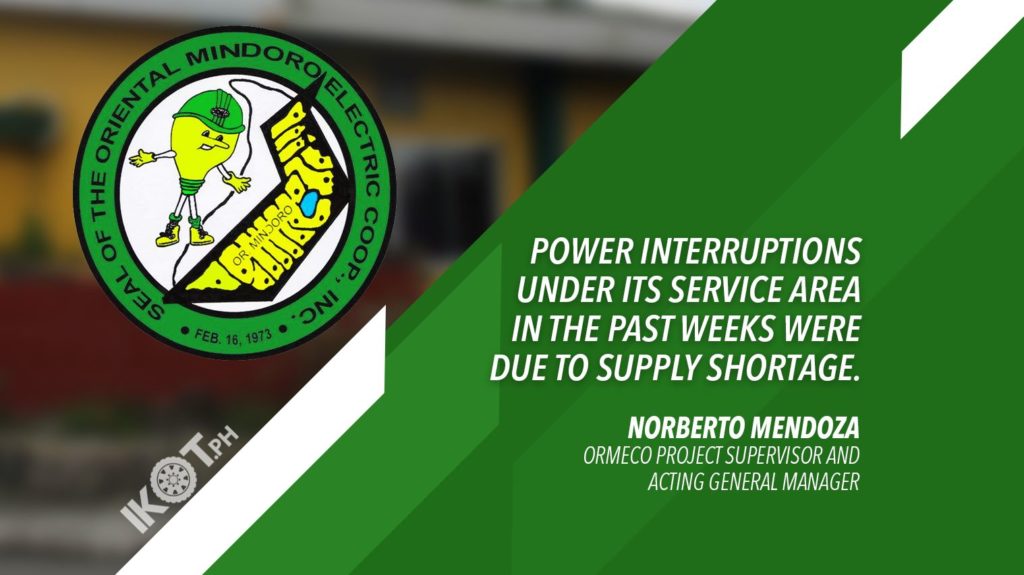 SEAL OF THE ORIENTAL MINDORO ELECTRIC COOP., INC.
OR MINDORO
• FEB. 16, 1973 •
POWER INTERRUPTIONS
UNDER ITS SERVICE AREA
IN THE PAST WEEKS WERE
DUE TO SUPPLY SHORTAGE.
NORBERTO MENDOZA
ORMECO PROJECT SUPERVISOR AND
ACTING GENERAL MANAGER
IKOT.PH